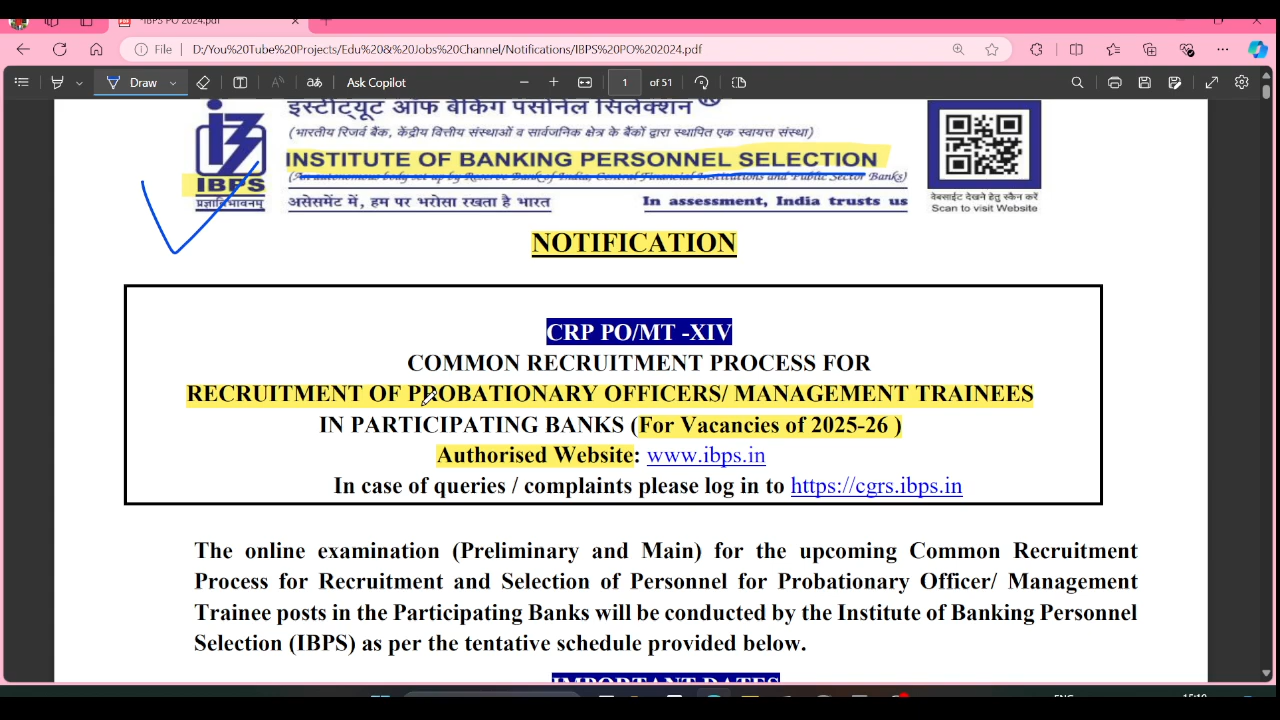 *IBPS PO 2024.pdf
File D:/You%20Tube%20Projects/Edu%20&%20Jobs%20Channel/Notifications/IBPS%20PO%202024.pdf
Draw Ask Copilot 1 of 51
इंस्टीट्यूट ऑफ बैंकिंग पर्सोनेल सिलेक्शन
(भारतीय रिजर्व बैंक, केंद्रीय वित्तीय संस्थाओं व सार्वजनिक क्षेत्र के बैंकों द्वारा स्थापित एक स्वायत्त संस्था)
INSTITUTE OF BANKING PERSONNEL SELECTION
(An autonomous body set up by Reserve Bank of India, Central Financial Institutions and Public Sector Banks)
IBPS
प्रज्ञाविभावनपु
असेसमेंट में, हम पर भरोसा रखता है भारत In assessment, India trusts us
वेबसाईट देखने हेतु स्कैन करें
Scan to visit Website
NOTIFICATION
CRP PO/MT -XIV
COMMON RECRUITMENT PROCESS FOR
RECRUITMENT OF PROBATIONARY OFFICERS/ MANAGEMENT TRAINEES
IN PARTICIPATING BANKS (For Vacancies of 2025-26 )
Authorised Website: www.ibps.in
In case of queries / complaints please log in to https://cgrs.ibps.in
The online examination (Preliminary and Main) for the upcoming Common Recruitment
Process for Recruitment and Selection of Personnel for Probationary Officer/ Management
Trainee posts in the Participating Banks will be conducted by the Institute of Banking Personnel
Selection (IBPS) as per the tentative schedule provided below.
IMPORTANT DATES